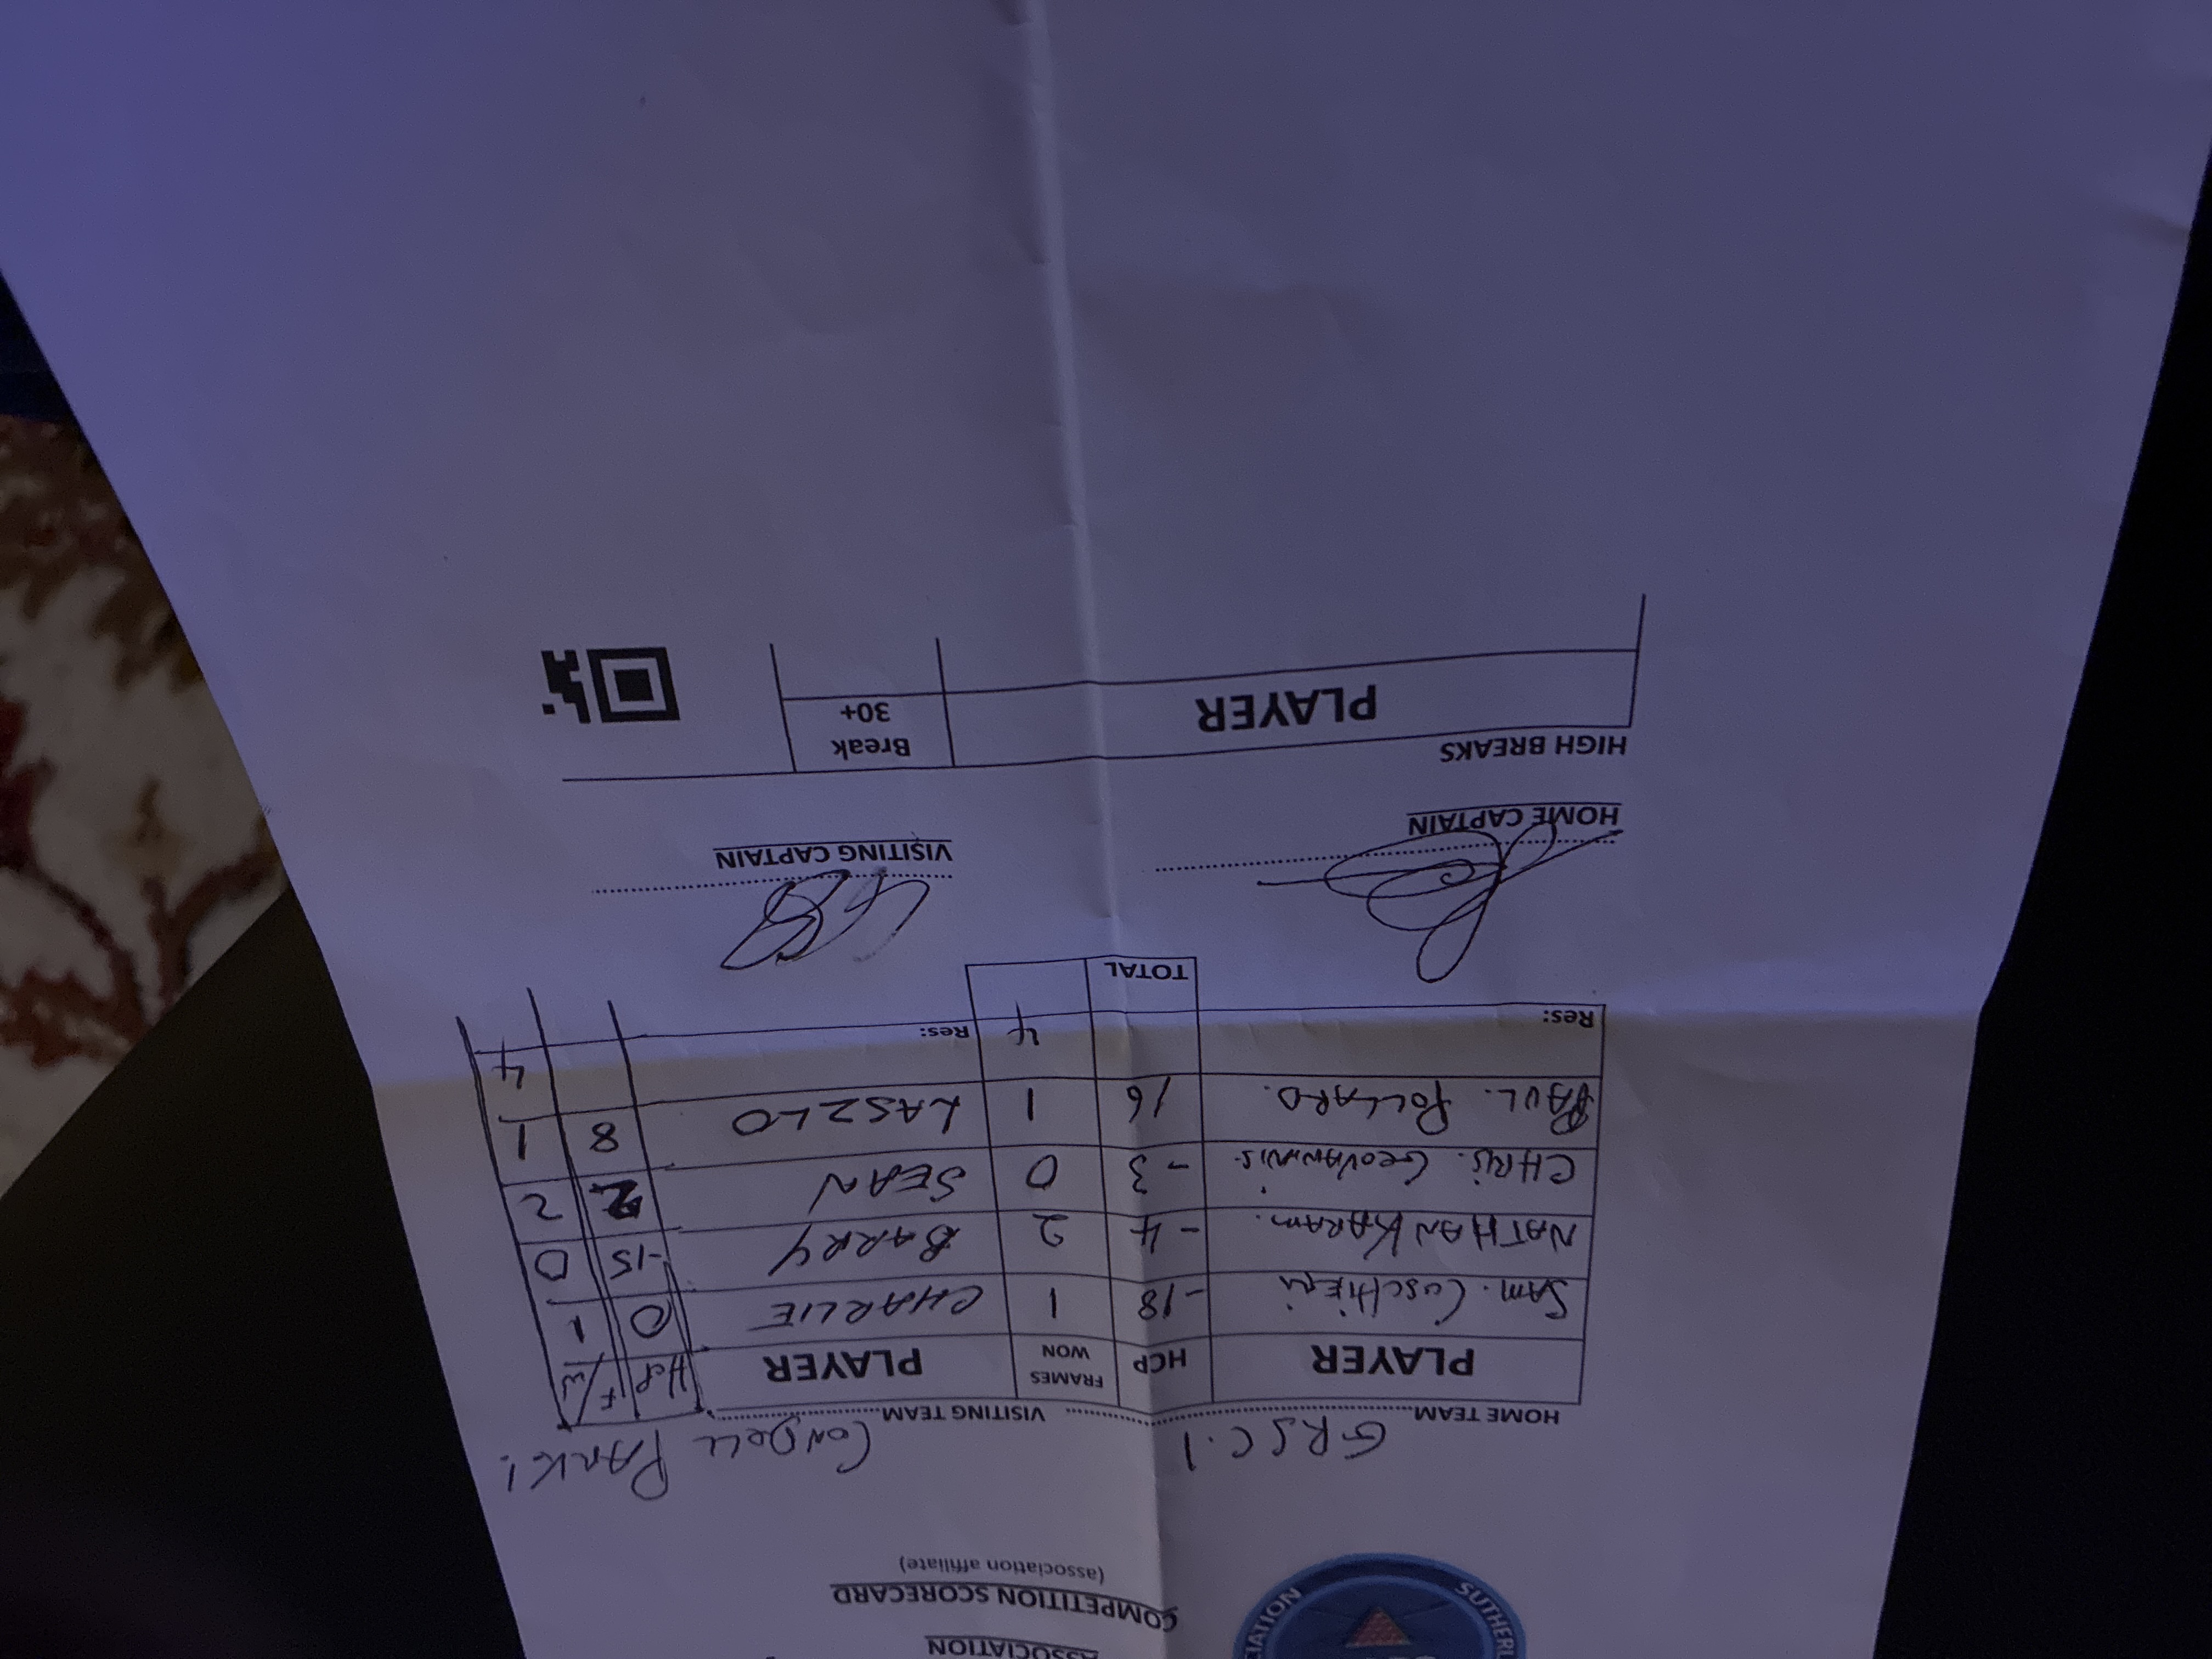 ASSOCIATION
COMPETITION SCORECARD
(association affiliate)
SUTHERL
CIATION
GRSC.1 CONDELL PARK 1.
HOME TEAM VISITING TEAM
PLAYER HCP FRAMES WON PLAYER Hcp F/W
SAM. CUSCHIERI -18 1 CHARLIE 0 1
NATHAN KARAM. -4 2 BARRY -15 0
CHRIS. GEOVANNIS. -3 0 SEAN 2 2
PAUL. POLLARD. 16 1 LASZLO 8 1
Res: 4 Res: 4
TOTAL
HOME CAPTAIN VISITING CAPTAIN
HIGH BREAKS
PLAYER Break 30+